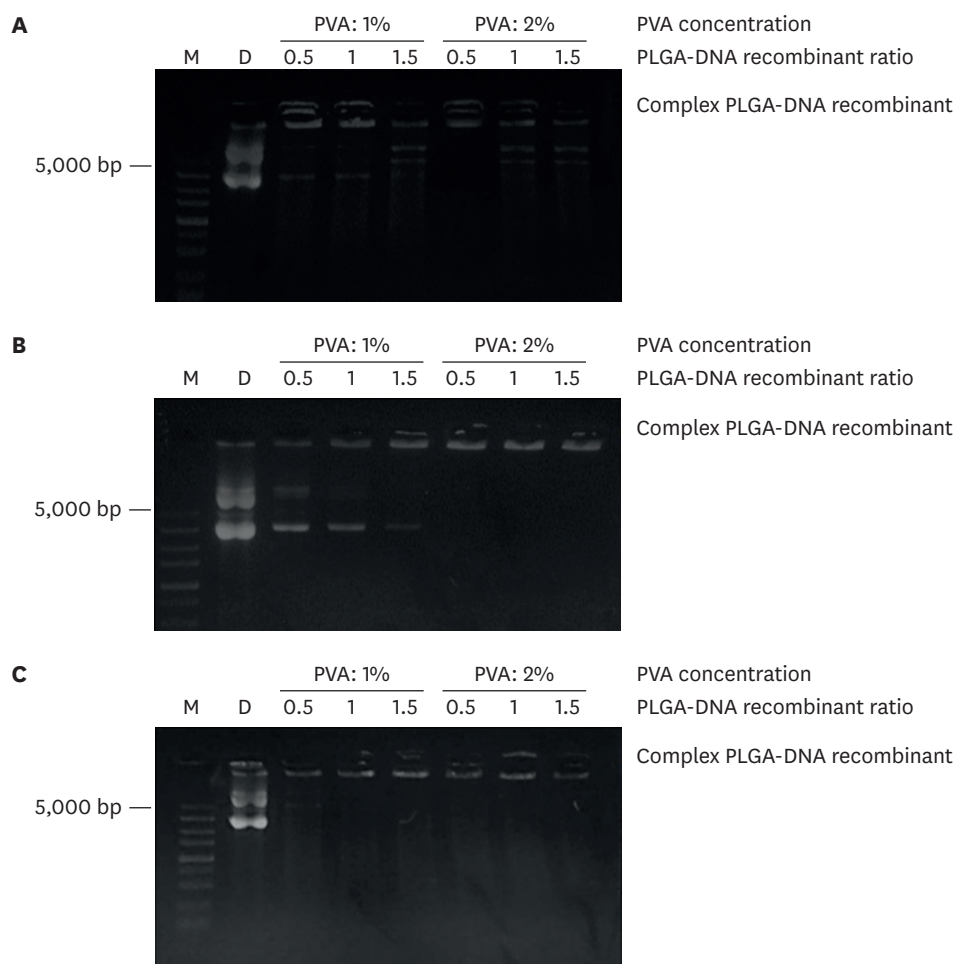 A
PVA: 1% PVA: 2% PVA concentration
M D 0.5 1 1.5 0.5 1 1.5 PLGA-DNA recombinant ratio
Complex PLGA-DNA recombinant
5,000 bp
B
PVA: 1% PVA: 2% PVA concentration
M D 0.5 1 1.5 0.5 1 1.5 PLGA-DNA recombinant ratio
Complex PLGA-DNA recombinant
5,000 bp
C
PVA: 1% PVA: 2% PVA concentration
M D 0.5 1 1.5 0.5 1 1.5 PLGA-DNA recombinant ratio
Complex PLGA-DNA recombinant
5,000 bp